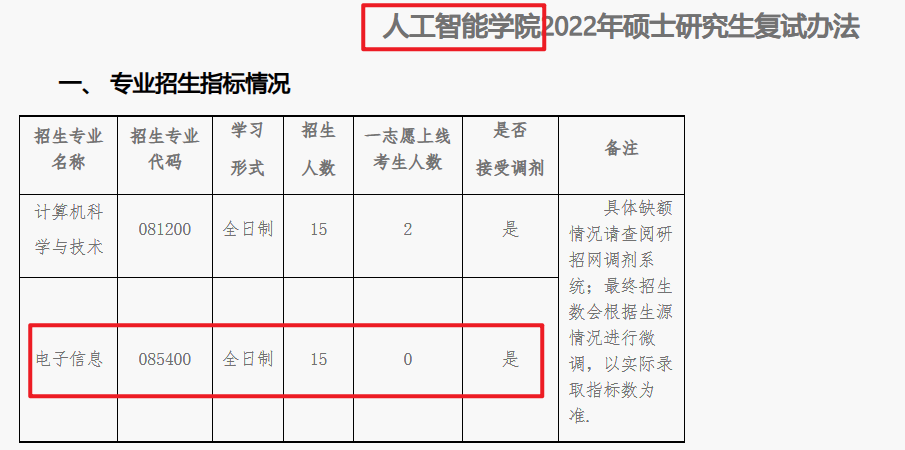 人工智能学院2022年硕士研究生复试办法
一、 专业招生指标情况
招生专业
名称
招生专业
代码
学习
形式
招生
人数
一志愿上线
考生人数
是否
接受调剂
备注
计算机科
学与技术
081200
全日制
15
2
是
具体缺额
情况请查阅研
招网调剂系
统；最终招生
数会根据生源
情况进行微
调，以实际录
取指标数为
准.
电子信息
085400
全日制
15
0
是